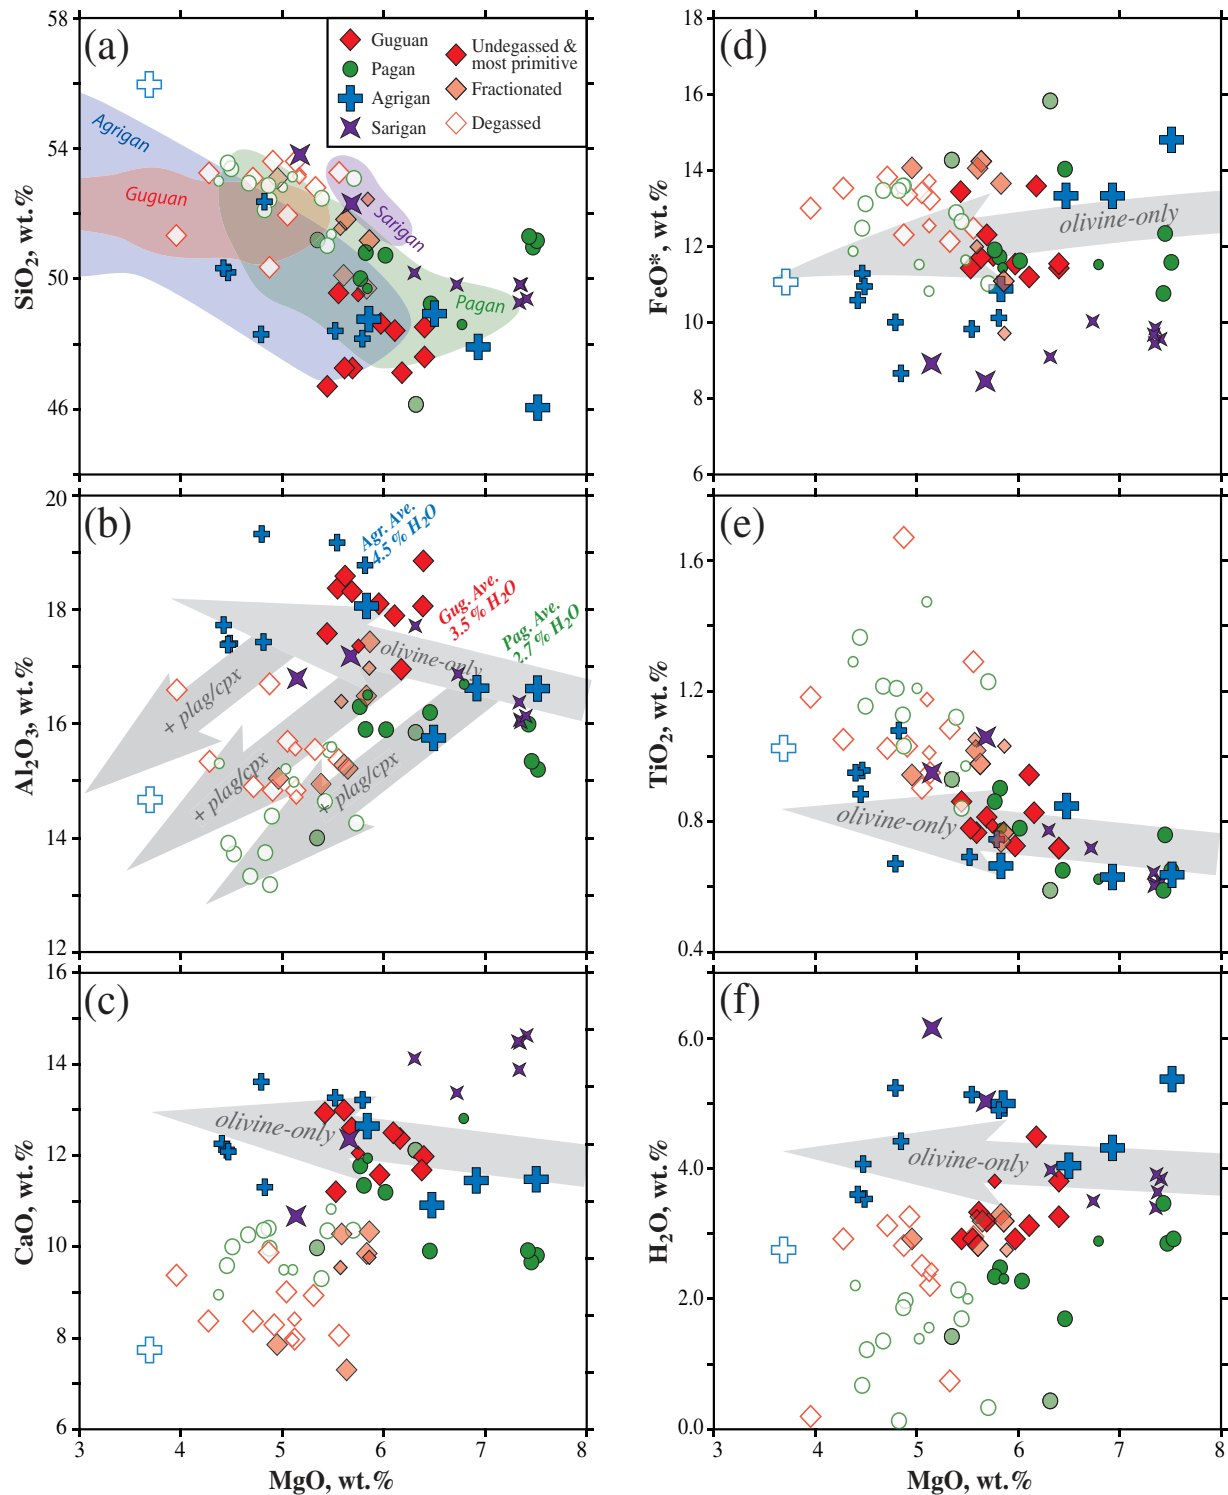 (a)
58
54
50
46
SiO2, wt.%
Guguan
Pagan
Agrigan
Sarigan
Undegassed &
most primitive
Fractionated
Degassed
Agrigan
Guguan
Sarigan
Pagan
(d)
18
16
14
12
10
8
6
FeO*, wt.%
olivine-only
(b)
20
18
16
14
12
Al2O3, wt.%
Agr. Ave.
4.5 % H2O
Gug. Ave.
3.5 % H2O
Pag. Ave.
2.7 % H2O
olivine-only
+ plag/cpx
+ plag/cpx
+ plag/cpx
(e)
1.6
1.2
0.8
0.4
TiO2, wt.%
olivine-only
(c)
16
14
12
10
8
6
CaO, wt.%
olivine-only
3 4 5 6 7
MgO, wt.%
(f)
6.0
4.0
2.0
0.0
H2O, wt.%
olivine-only
3 4 5 6 7 8
MgO, wt.%